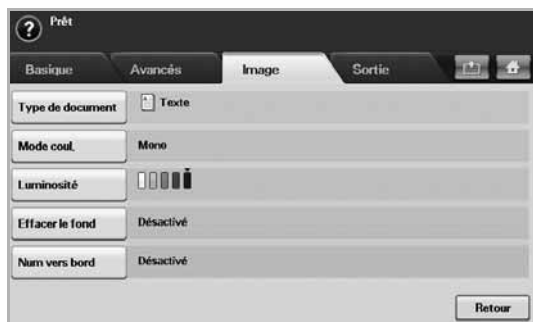 Prêt
Basique Avancés Image Sortie
Type de document Texte
Mode coul. Mono
Luminosité
Effacer le fond Désactivé
Num vers bord Désactivé
Retour